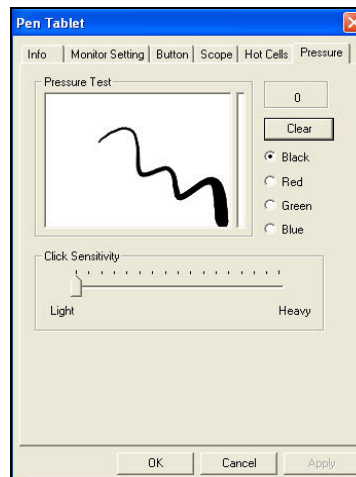 Pen Tablet
Info Monitor Setting Button Scope Hot Cells Pressure
Pressure Test
0
Clear
Black
Red
Green
Blue
Click Sensitivity
Light Heavy
OK Cancel Apply